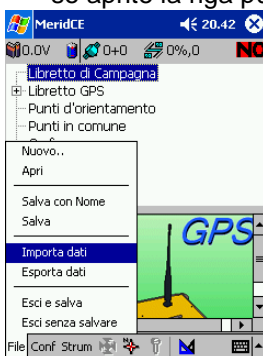 MeridCE 20.42
0.0V 0+0 0%,0 NO
Libretto di Campagna
Libretto GPS
Punti d'orientamento
Punti in comune
Nuovo..
Apri
Salva con Nome
Salva
Importa dati
Esporta dati
Esci e salva
Esci senza salvare
GPS
File Conf Strum